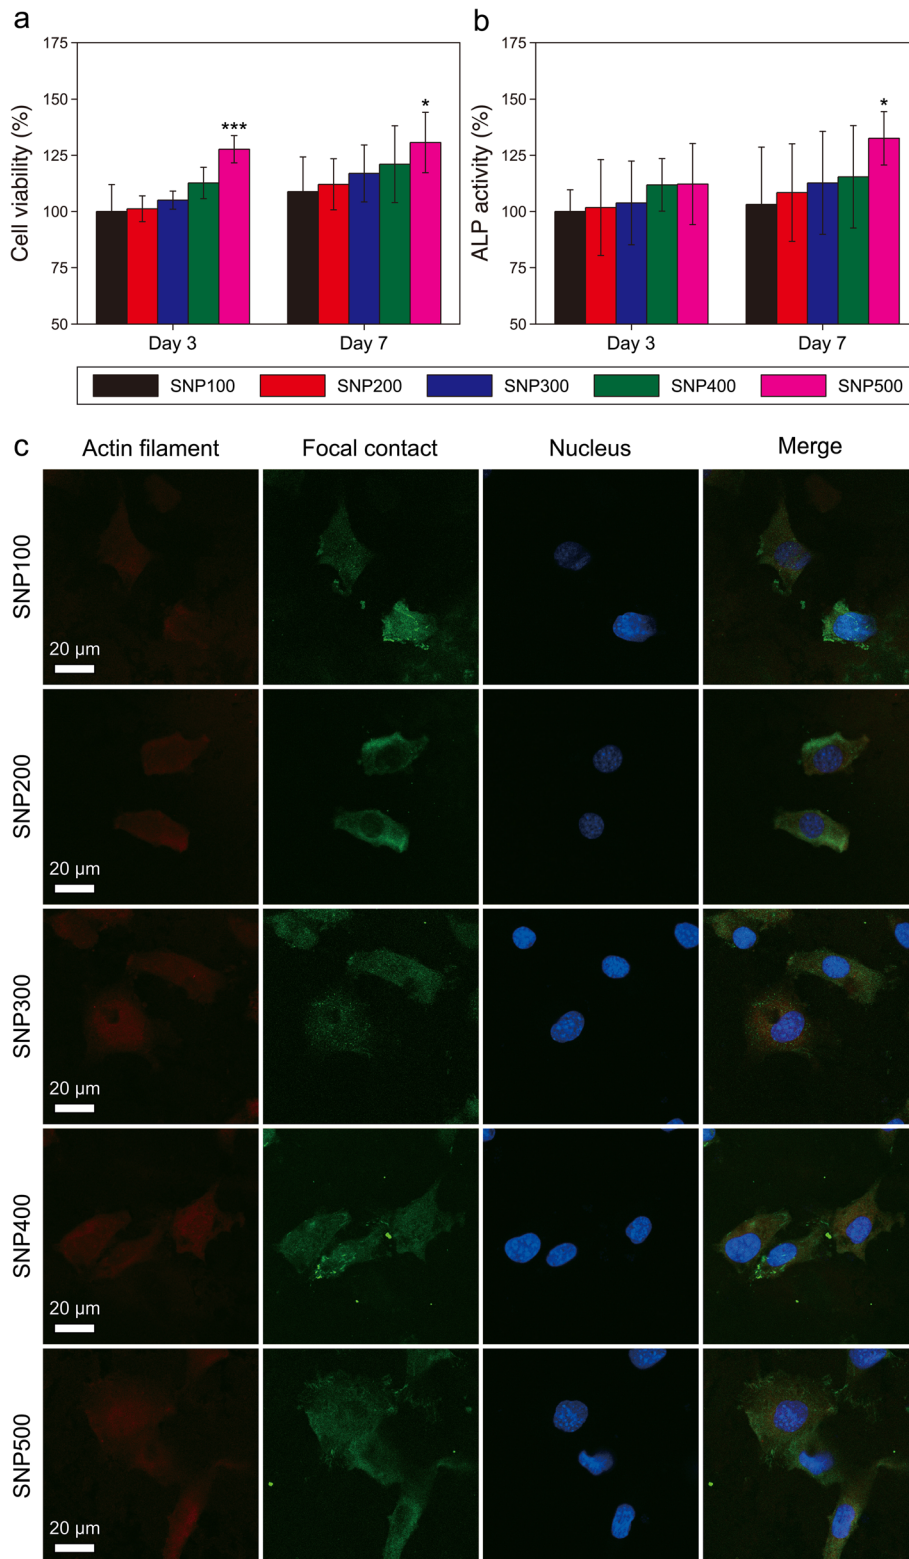 a
b
175
150
125
100
75
50
Cell viability (%)
***
*
Day 3
Day 7
175
150
125
100
75
50
ALP activity (%)
*
Day 3
Day 7
SNP100
SNP200
SNP300
SNP400
SNP500
c
Actin filament
Focal contact
Nucleus
Merge
SNP100
20 μm
SNP200
20 μm
SNP300
20 μm
SNP400
20 μm
SNP500
20 μm